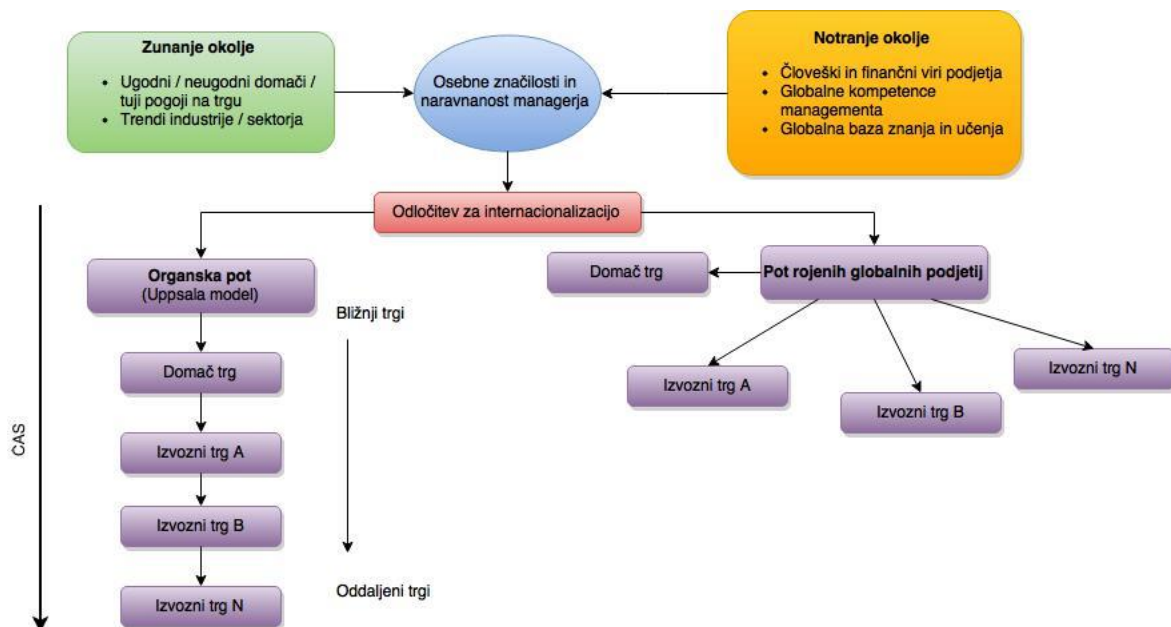 Zunanje okolje
• Ugodni / neugodni domači /
tuji pogoji na trgu
• Trendi industrije / sektorja
Osebne značilosti in
naravnanost managerja
Notranje okolje
• Človeški in finančni viri podjetja
• Globalne kompetence
managementa
• Globalna baza znanja in učenja
Odločitev za internacionalizacijo
ČAS
Organska pot
(Uppsala model)
Domač trg
Izvozni trg A
Izvozni trg B
Izvozni trg N
Bližnji trgi
Oddaljeni trgi
Domač trg
Pot rojenih globalnih podjetij
Izvozni trg A
Izvozni trg B
Izvozni trg N